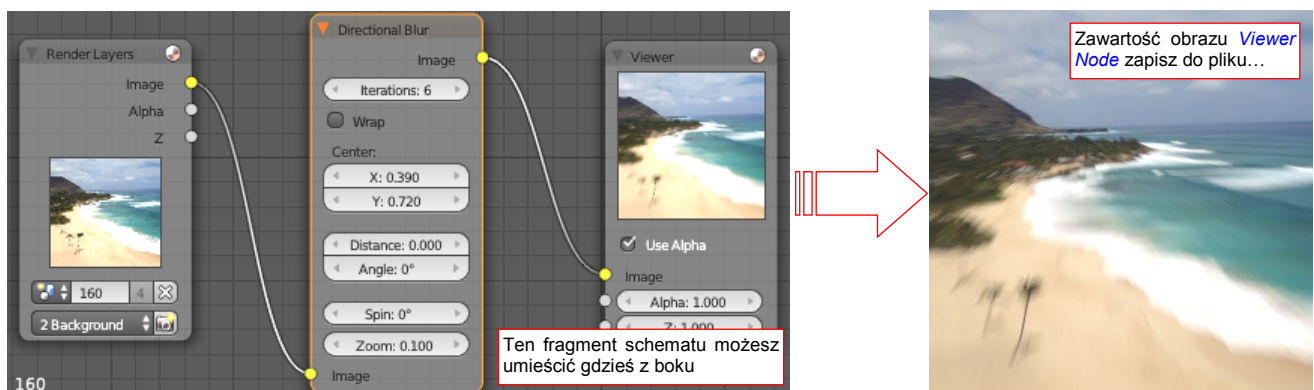 Render Layers
Image
Alpha
Z
160
4
2 Background
160
Directional Blur
Image
Iterations: 6
Wrap
Center:
X: 0.390
Y: 0.720
Distance: 0.000
Angle: 0°
Spin: 0°
Zoom: 0.100
Image
Viewer
Use Alpha
Image
Alpha: 1.000
Z: 1.000
Ten fragment schematu możesz
umieścić gdzieś z boku
Zawartość obrazu Viewer
Node zapisz do pliku…